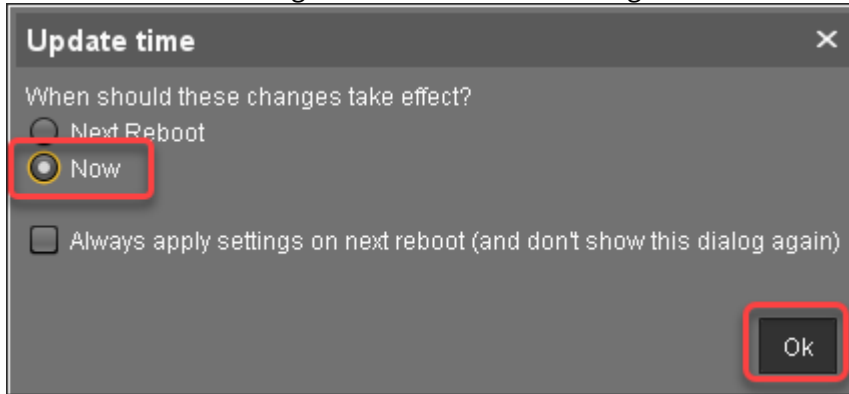 Update time
When should these changes take effect?
Next Reboot
Now
Always apply settings on next reboot (and don't show this dialog again)
Ok